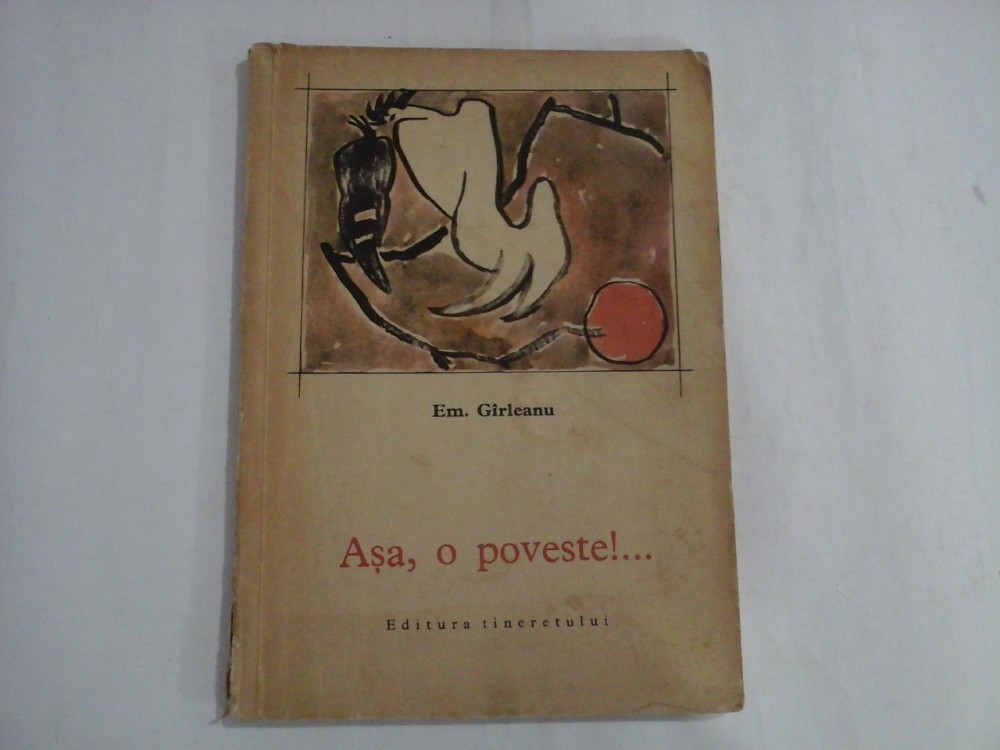 Em. Gîrleanu
Așa, o poveste!...
Editura tineretului